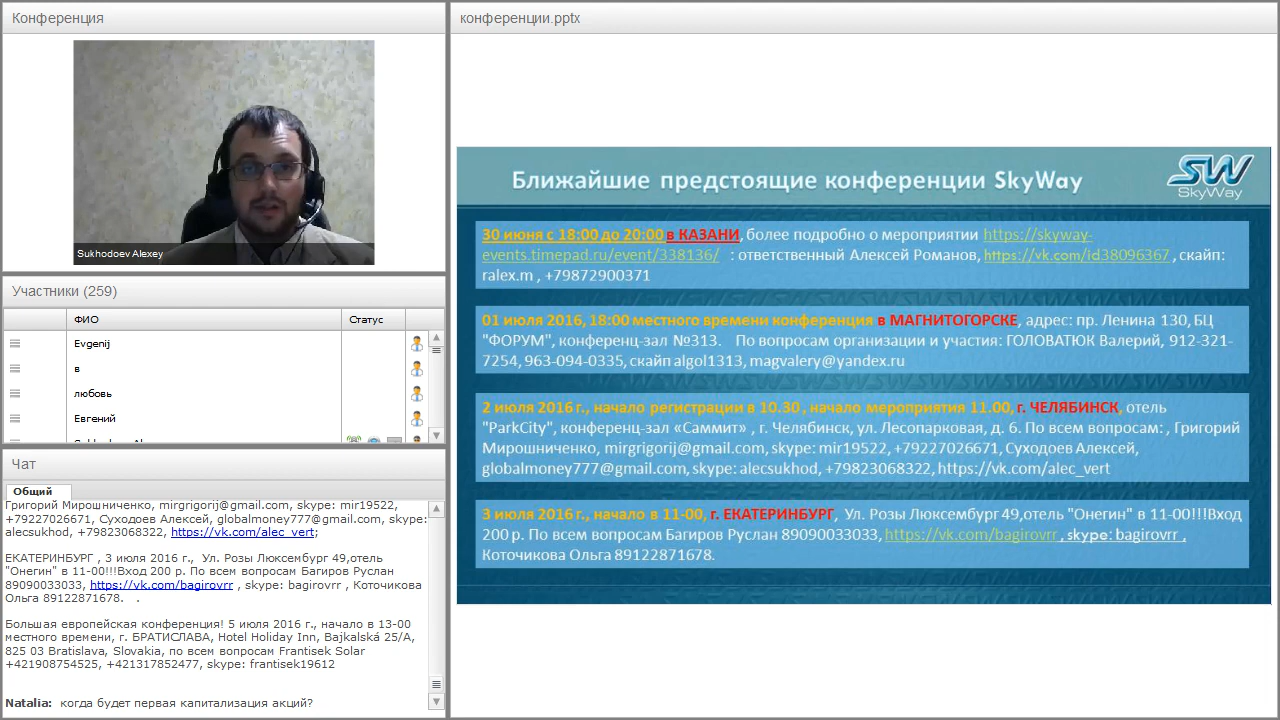 Конференция
Sukhodoev Alexey
Участники (259)
ФИО Статус
Evgenij
в
любовь
Евгений
Чат
Общий
Григорий Мирошниченко, mirgrigorij@gmail.com, skype: mir19522,
+79227026671, Суходоев Алексей, globalmoney777@gmail.com, skype:
alecsukhod, +79823068322, https://vk.com/alec_vert;
ЕКАТЕРИНБУРГ , 3 июля 2016 г., Ул. Розы Люксембург 49,отель
"Онегин" в 11-00!!!Вход 200 р. По всем вопросам Багиров Руслан
89090033033, https://vk.com/bagirovrr , skype: bagirovrr , Коточикова
Ольга 89122871678. .
Большая европейская конференция! 5 июля 2016 г., начало в 13-00
местного времени, г. БРАТИСЛАВА, Hotel Holiday Inn, Bajkalská 25/A,
825 03 Bratislava, Slovakia, по всем вопросам Frantisek Solar
+421908754525, +421317852477, skype: frantisek19612
Natalia: когда будет первая капитализация акций?
конференции.pptx
Ближайшие предстоящие конференции SkyWay
SW
SkyWay
30 июня с 18:00 до 20:00 в КАЗАНИ, более подробно о мероприятии https://skyway-
events.timepad.ru/event/338136/ : ответственный Алексей Романов, https://vk.com/id38096367 , скайп:
ralex.m , +79872900371
01 июля 2016, 18:00 местного времени конференция в МАГНИТОГОРСКЕ, адрес: пр. Ленина 130, БЦ
"ФОРУМ", конференц-зал №313. По вопросам организации и участия: ГОЛОВАТЮК Валерий, 912-321-
7254, 963-094-0335, скайп algol1313, magvalery@yandex.ru
2 июля 2016 г., начало регистрации в 10.30 , начало мероприятия 11.00, г. ЧЕЛЯБИНСК, отель
"ParkCity", конференц-зал «Саммит» , г. Челябинск, ул. Лесопарковая, д. 6. По всем вопросам: , Григорий
Мирошниченко, mirgrigorij@gmail.com, skype: mir19522, +79227026671, Суходоев Алексей,
globalmoney777@gmail.com, skype: alecsukhod, +79823068322, https://vk.com/alec_vert
3 июля 2016 г., начало в 11-00, г. ЕКАТЕРИНБУРГ, Ул. Розы Люксембург 49,отель "Онегин" в 11-00!!!Вход
200 р. По всем вопросам Багиров Руслан 89090033033, https://vk.com/bagirovrr , skype: bagirovrr ,
Коточикова Ольга 89122871678.